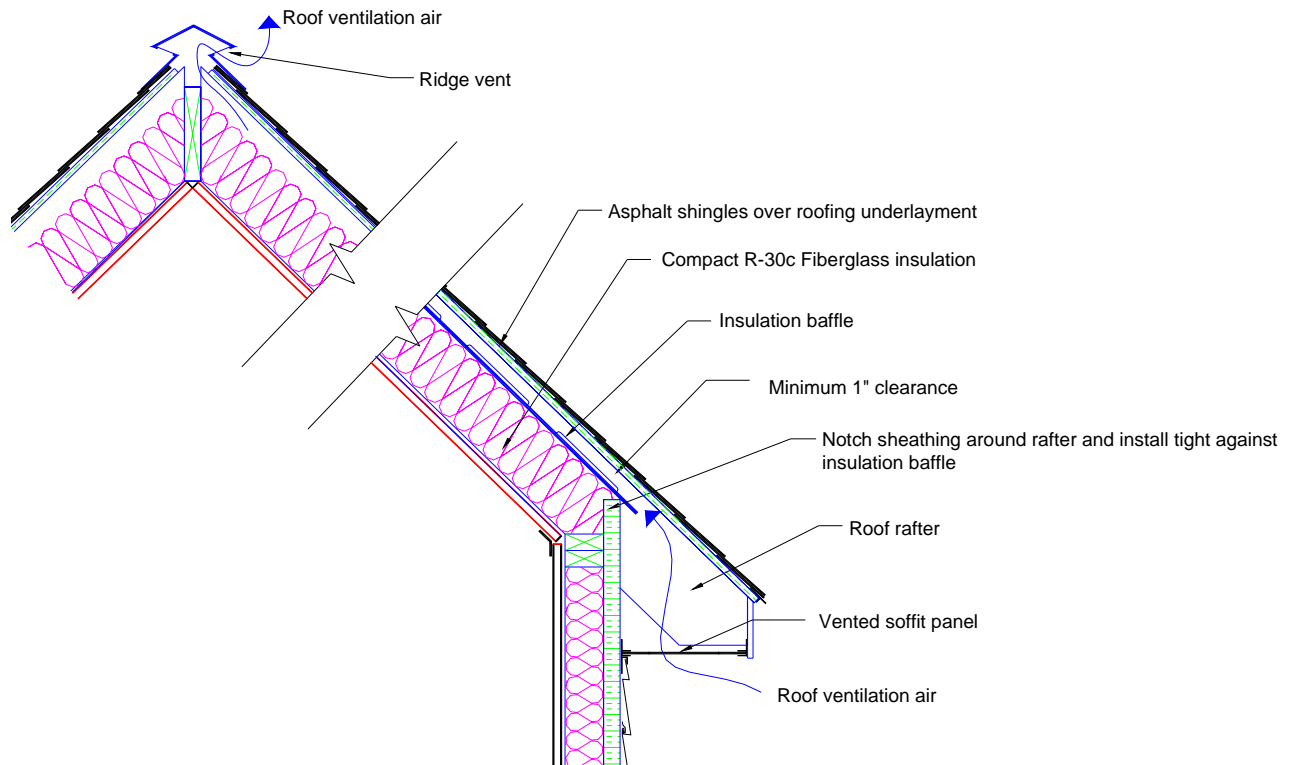 Roof ventilation air
Ridge vent
Asphalt shingles over roofing underlayment
Compact R-30c Fiberglass insulation
Insulation baffle
Minimum 1" clearance
Notch sheathing around rafter and install tight against
insulation baffle
Roof rafter
Vented soffit panel
Roof ventilation air